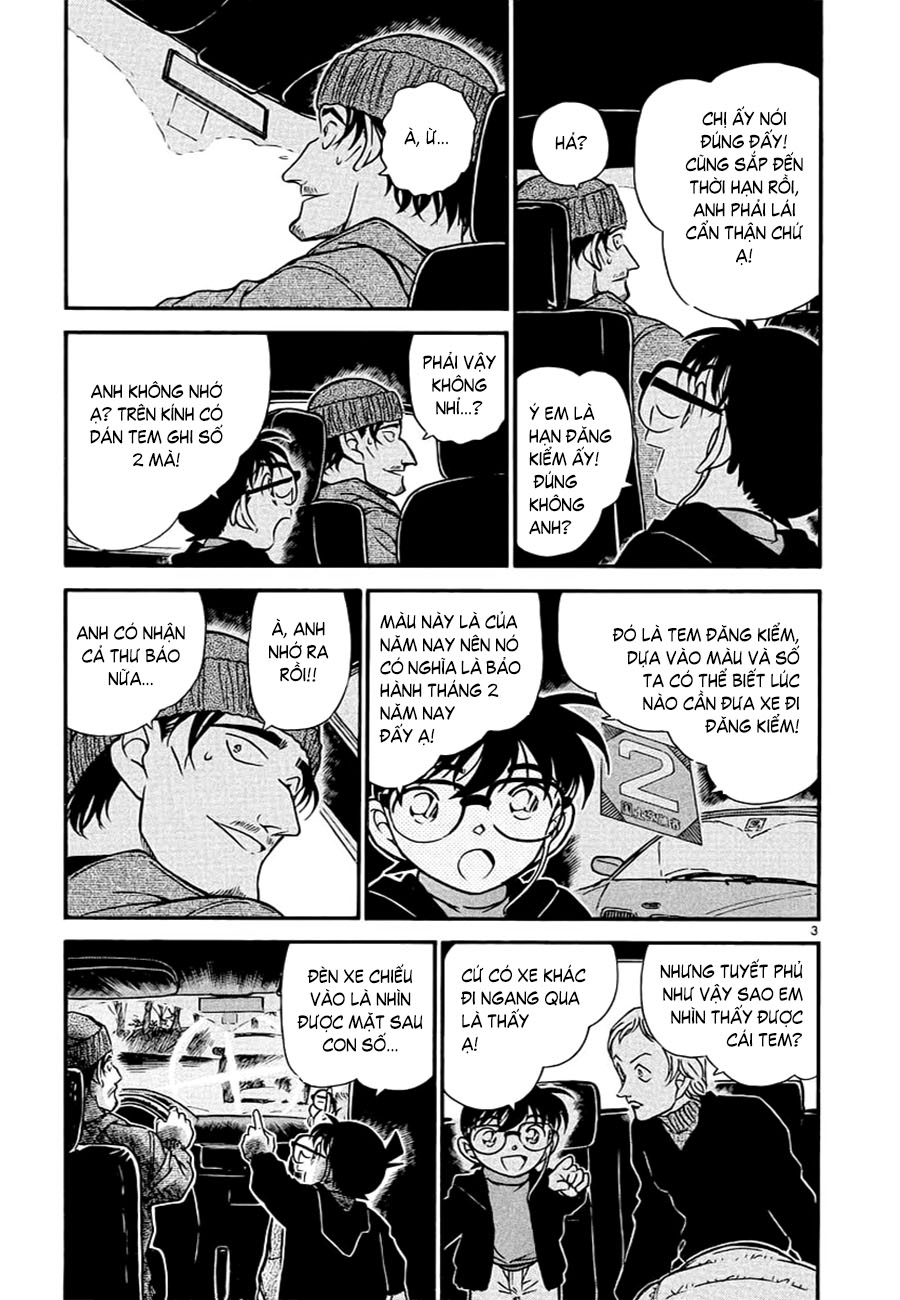 CHỊ ẤY NÓI
ĐÚNG ĐẤY!
CŨNG SẮP ĐẾN
THỜI HẠN RỒI,
ANH PHẢI LÁI
CẨN THẬN CHỨ
Ạ!
HẢ?
Ý EM LÀ
HẠN ĐĂNG
KIỂM ẤY!
ĐÚNG
KHÔNG
ANH?
À, Ừ...
PHẢI VẬY
KHÔNG
NHỈ...?
ANH KHÔNG NHỚ
Ạ? TRÊN KÍNH CÓ
DÁN TEM GHI SỐ
2 MÀ!
ĐÓ LÀ TEM ĐĂNG KIỂM,
DỰA VÀO MÀU VÀ SỐ
TA CÓ THỂ BIẾT LÚC
NÀO CẦN ĐƯA XE ĐI
ĐĂNG KIỂM!
2
MÀU NÀY LÀ CỦA
NĂM NAY NÊN NÓ
CÓ NGHĨA LÀ BẢO
HÀNH THÁNG 2
NĂM NAY
ĐẤY Ạ!
À, ANH
NHỚ RA
RỒI!!
ANH CÓ NHẬN
CẢ THƯ BÁO
NỮA...
3
NHƯNG TUYẾT PHỦ
NHƯ VẬY SAO EM
NHÌN THẤY ĐƯỢC
CÁI TEM?
CỨ CÓ XE KHÁC
ĐI NGANG QUA
LÀ THẤY
Ạ!
ĐÈN XE CHIẾU
VÀO LÀ NHÌN
ĐƯỢC MẶT SAU
CON SỐ...